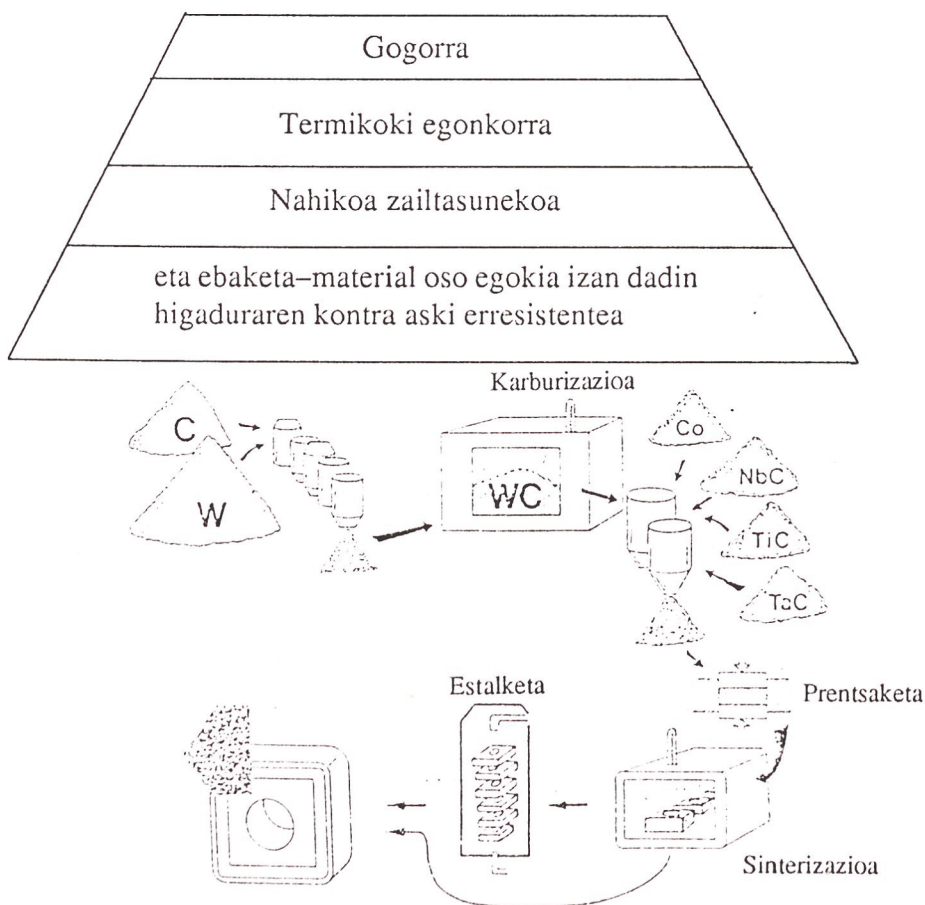 Gogorra
Termikoki egonkorra
Nahikoa zailtasunekoa
eta ebaketa–material oso egokia izan dadin
higaduraren kontra aski erresistentea
Karburizazioa
C
W
WC
Co
NbC
TiC
TaC
Prentsaketa
Estalketa
Sinterizazioa